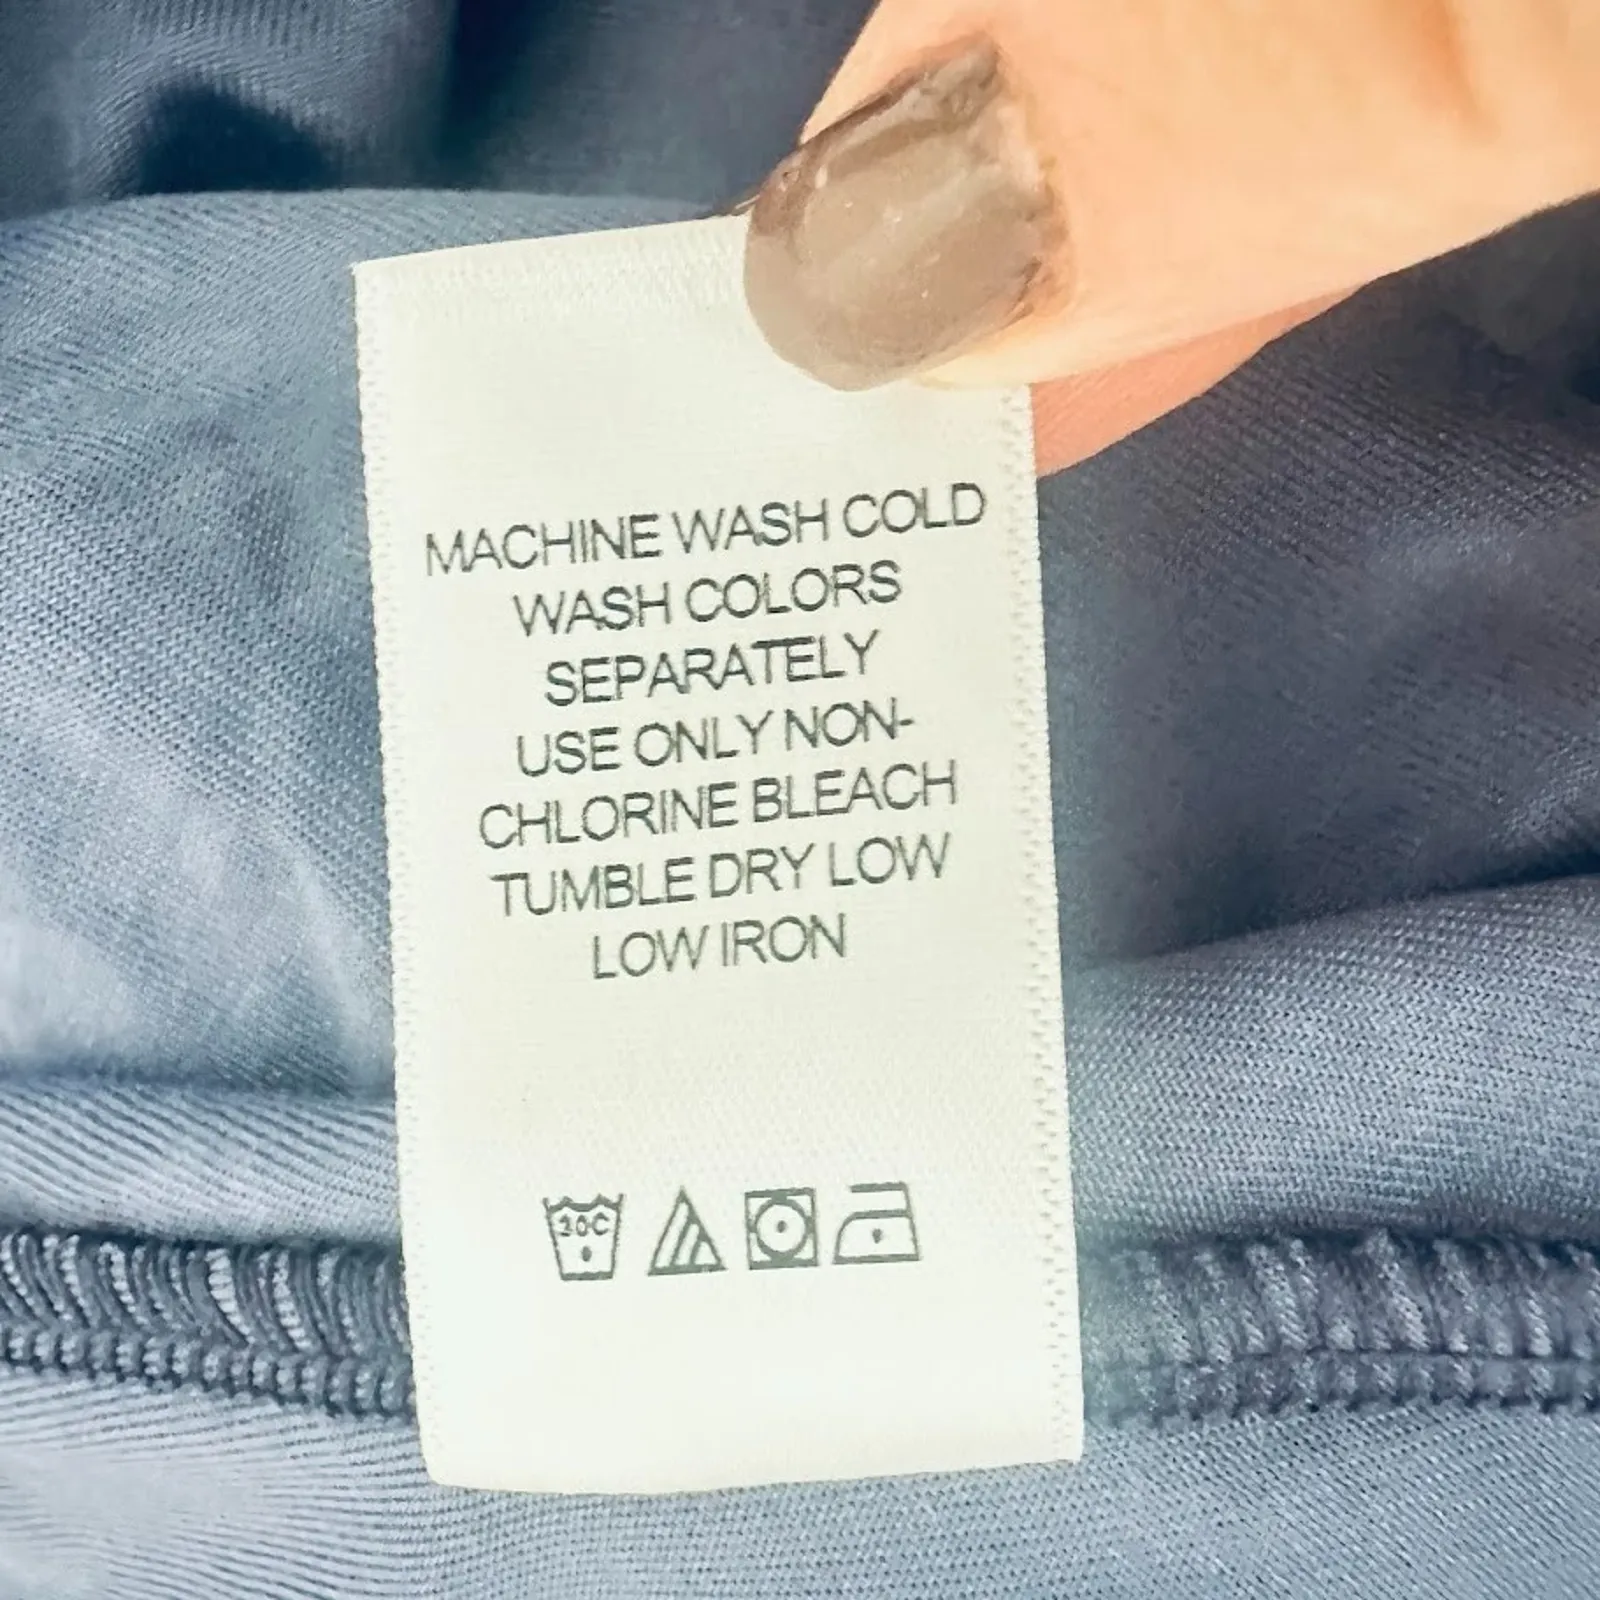 MACHINE WASH COLD
WASH COLORS
SEPARATELY
USE ONLY NON-
CHLORINE BLEACH
TUMBLE DRY LOW
LOW IRON
30C